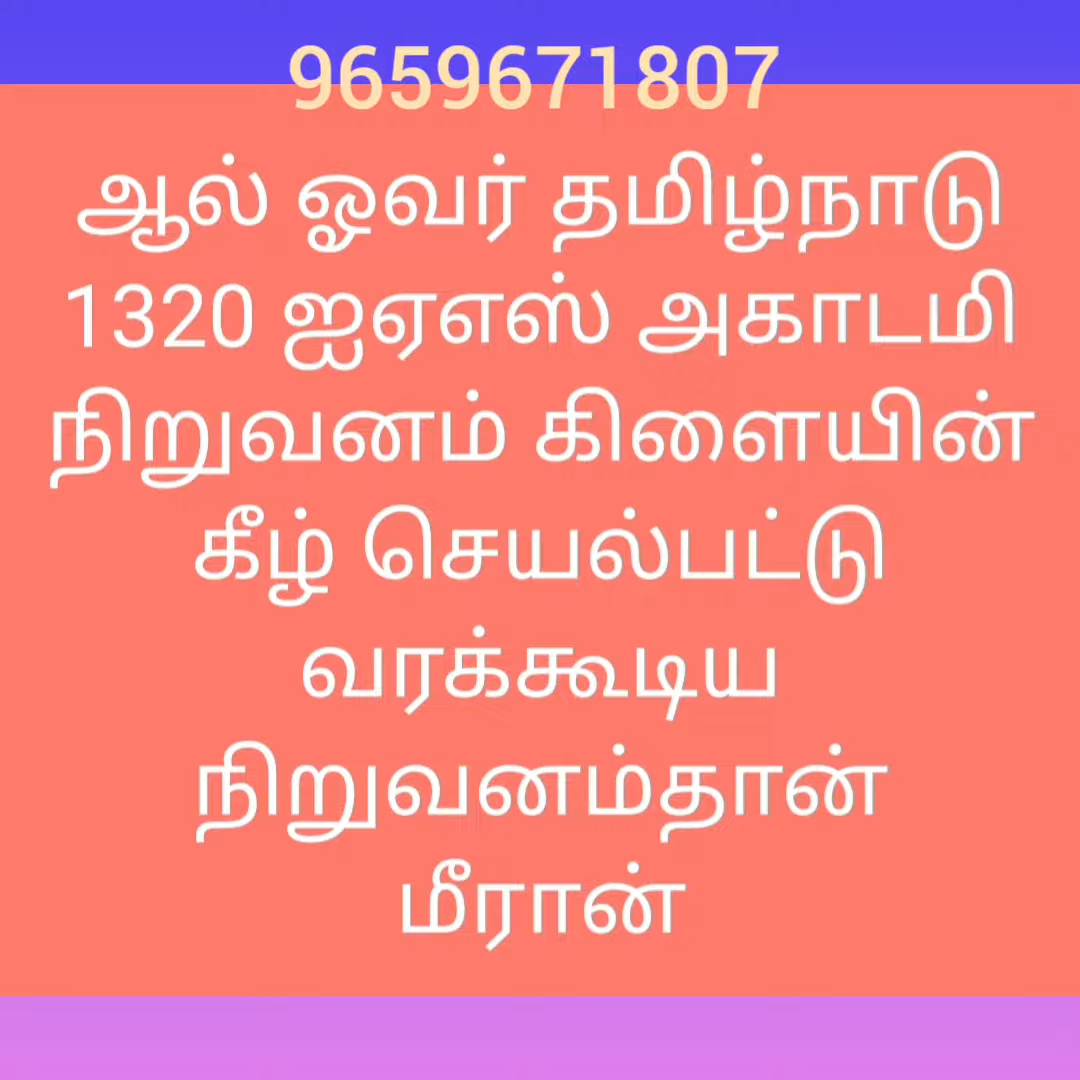 9659671807
ஆல் ஓவர் தமிழ்நாடு
1320 ஐஏஎஸ் அகாடமி
நிறுவனம் கிளையின்
கீழ் செயல்பட்டு
வரக்கூடிய
நிறுவனம்தான்
மீரான்